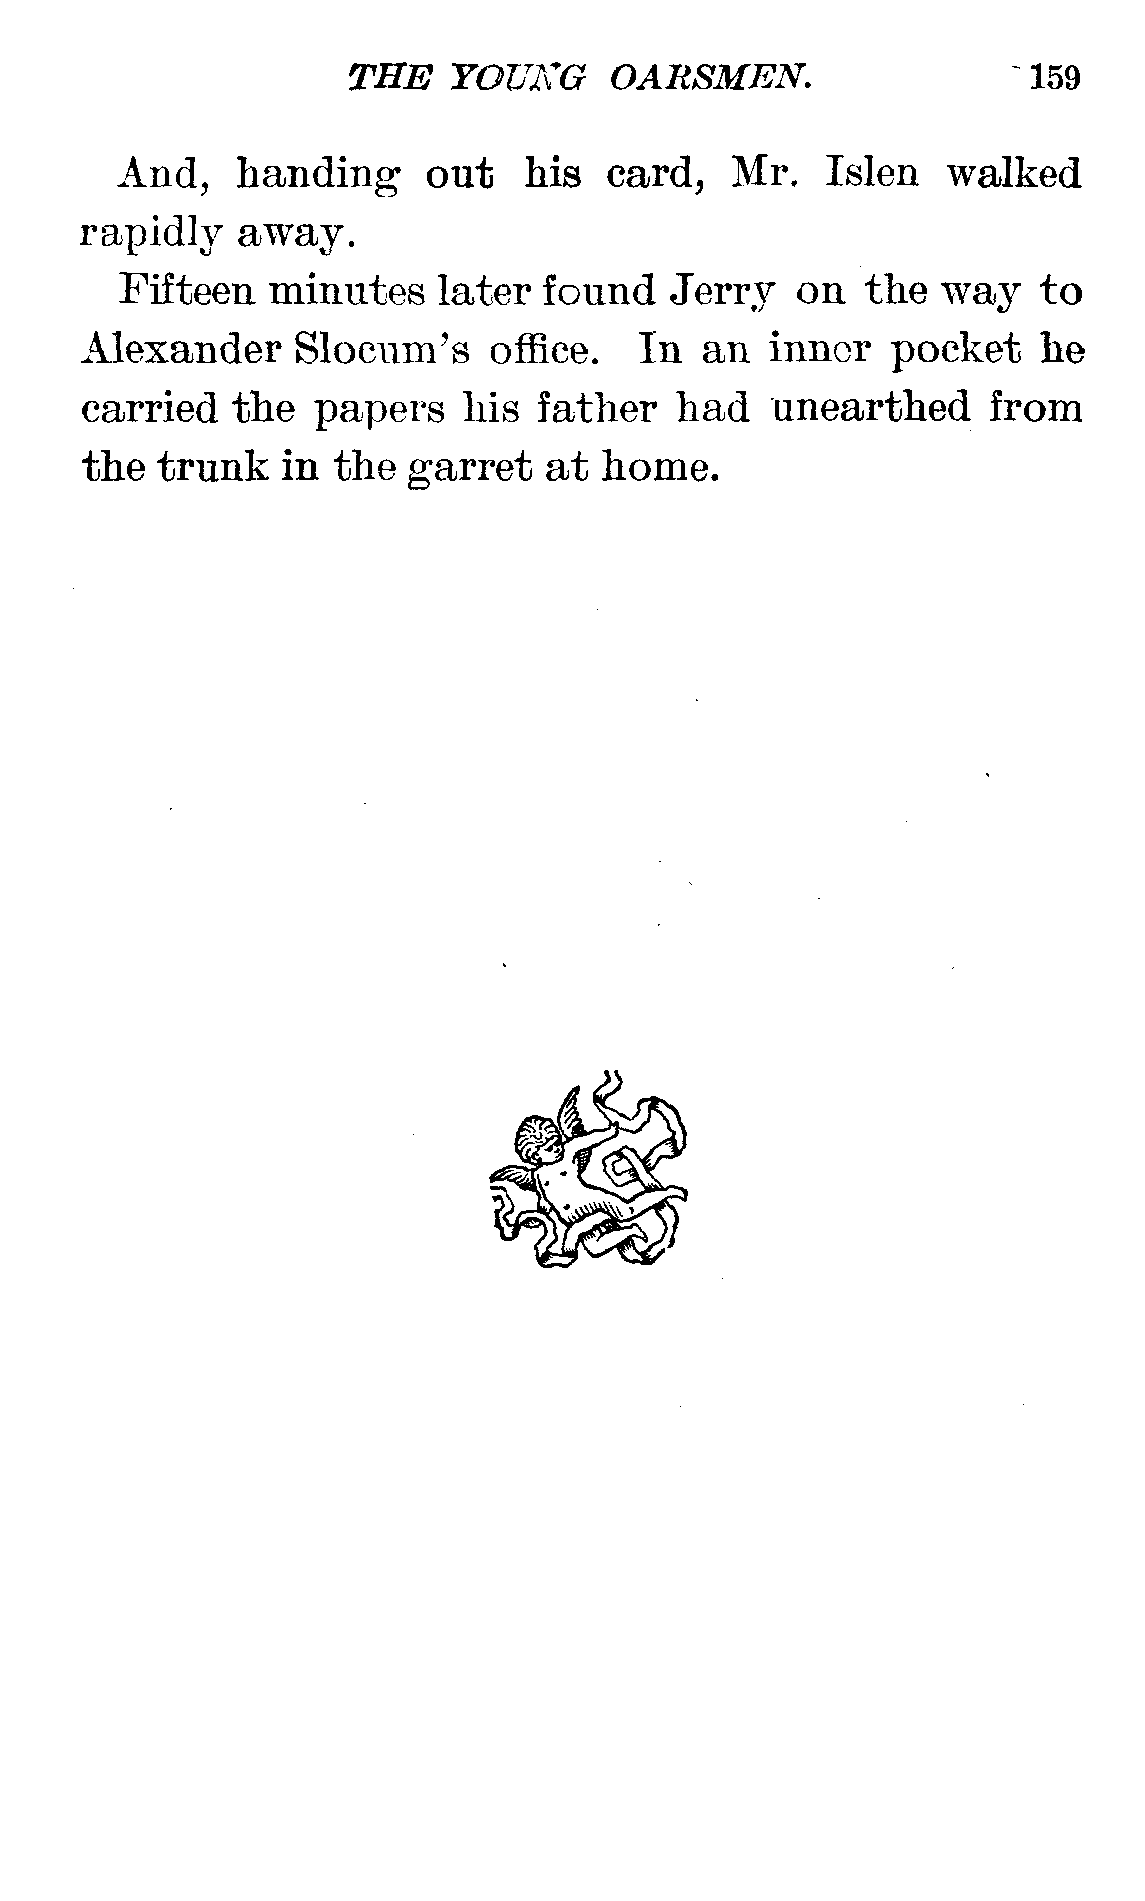 THE YOUNG OARSMEN. 159
And, handing out his card, Mr. Islen walked
rapidly away.
Fifteen minutes later found Jerry on the way to
Alexander Slocum's office. In an inner pocket he
carried the papers his father had unearthed from
the trunk in the garret at home.